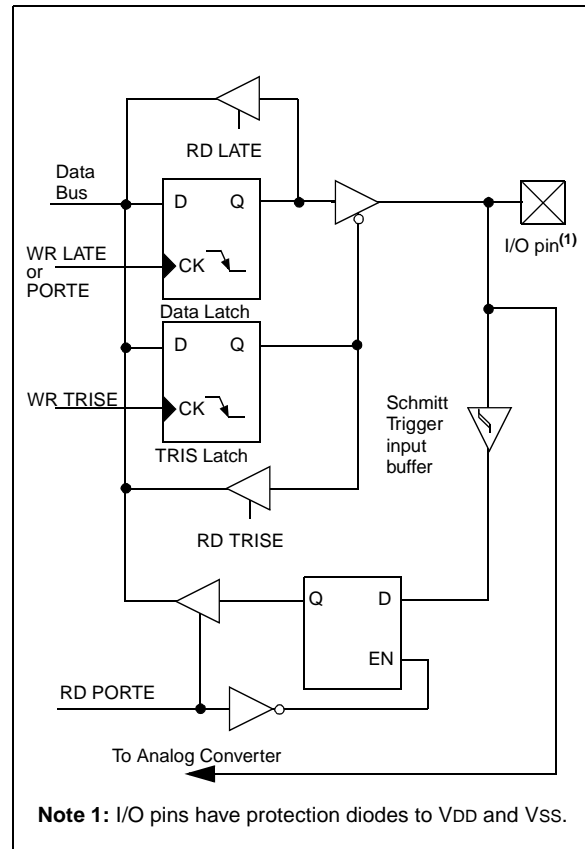 RD LATE
Data
Bus
D Q
WR LATE
or
PORTE
CK
Data Latch
I/O pin(1)
D Q
WR TRISE
CK
TRIS Latch
Schmitt
Trigger
input
buffer
RD TRISE
Q D
EN
RD PORTE
To Analog Converter
Note 1: I/O pins have protection diodes to VDD and VSS.